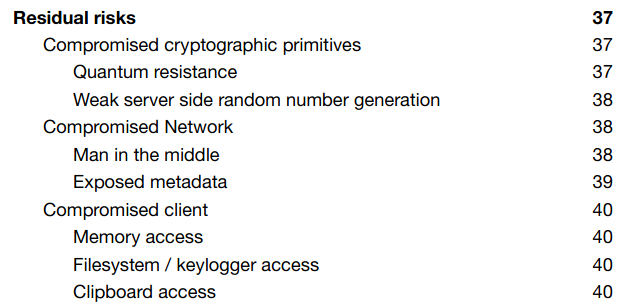 Residual risks 37
Compromised cryptographic primitives 37
Quantum resistance 37
Weak server side random number generation 38
Compromised Network 38
Man in the middle 38
Exposed metadata 39
Compromised client 40
Memory access 40
Filesystem / keylogger access 40
Clipboard access 40